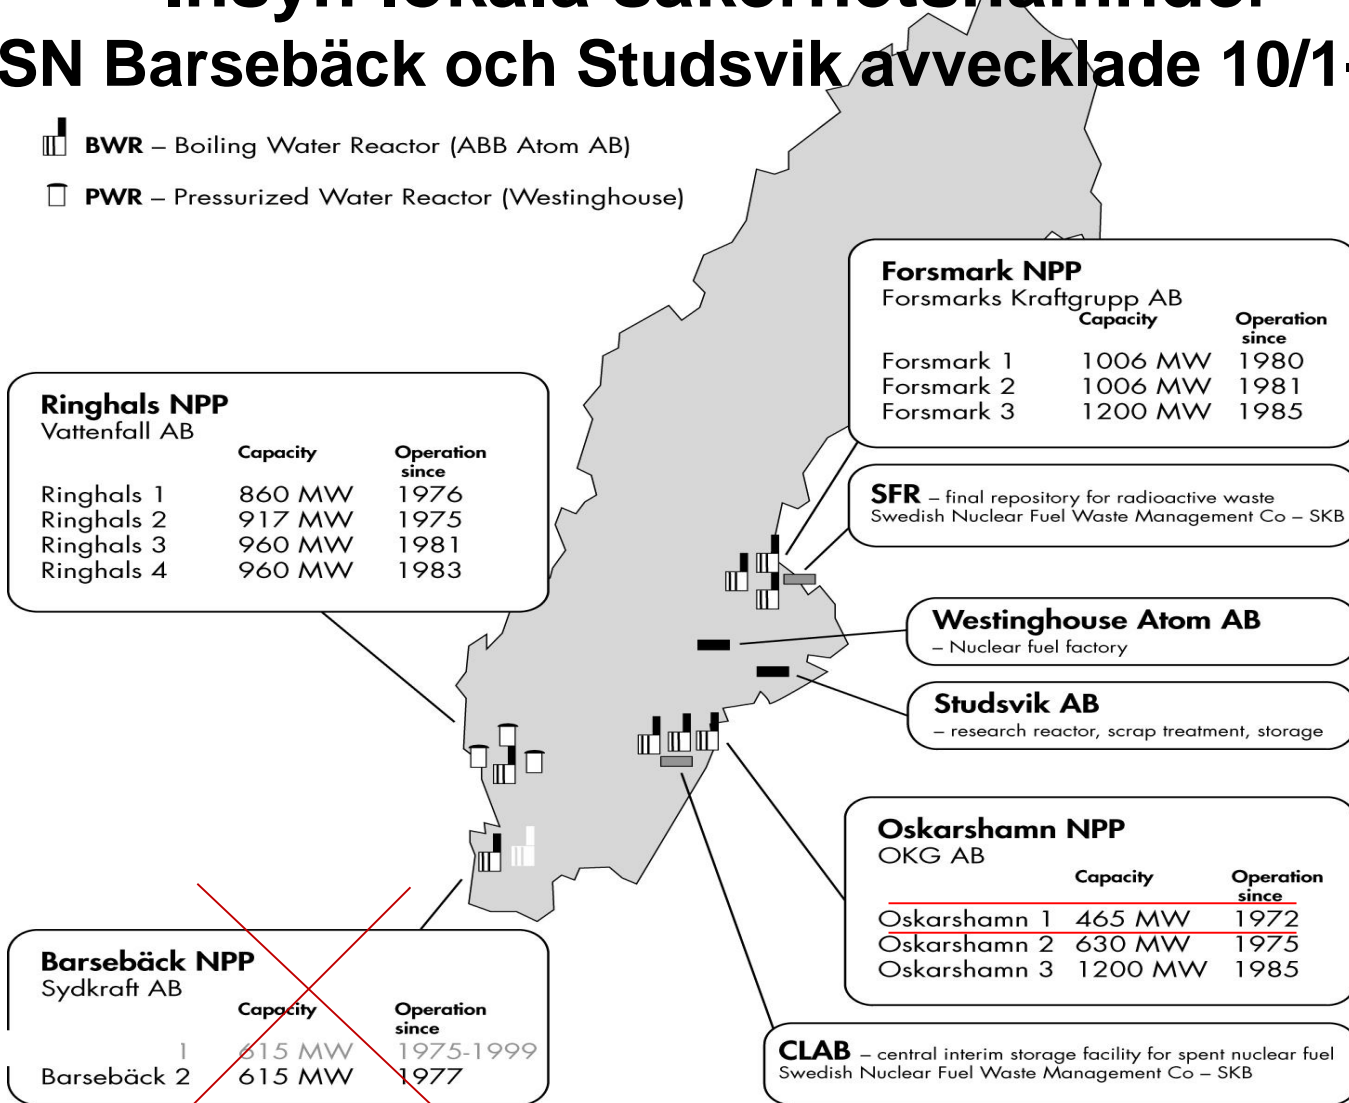 Insyn lokala säkerhetsnämnder
SN Barsebäck och Studsvik avvecklade 10/1-
BWR – Boiling Water Reactor (ABB Atom AB)
PWR – Pressurized Water Reactor (Westinghouse)
Forsmark NPP
Forsmarks Kraftgrupp AB
Capacity Operation
since
Forsmark 1 1006 MW 1980
Forsmark 2 1006 MW 1981
Forsmark 3 1200 MW 1985
Ringhals NPP
Vattenfall AB
Capacity Operation
since
Ringhals 1 860 MW 1976
Ringhals 2 917 MW 1975
Ringhals 3 960 MW 1981
Ringhals 4 960 MW 1983
SFR – final repository for radioactive waste
Swedish Nuclear Fuel Waste Management Co – SKB
Westinghouse Atom AB
– Nuclear fuel factory
Studsvik AB
– research reactor, scrap treatment, storage
Oskarshamn NPP
OKG AB
Capacity Operation
since
Oskarshamn 1 465 MW 1972
Oskarshamn 2 630 MW 1975
Oskarshamn 3 1200 MW 1985
Barsebäck NPP
Sydkraft AB
Capacity Operation
since
1 615 MW 1975-1999
Barsebäck 2 615 MW 1977
CLAB – central interim storage facility for spent nuclear fuel
Swedish Nuclear Fuel Waste Management Co – SKB